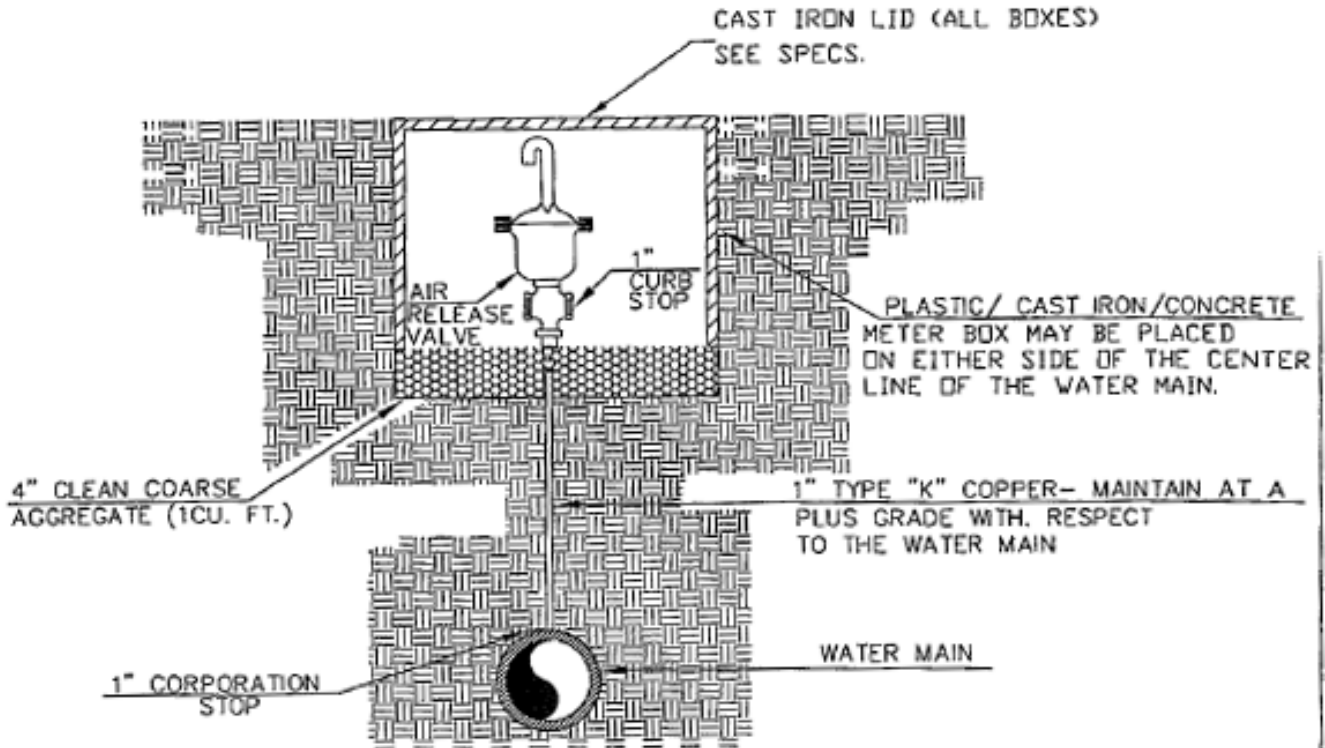 CAST IRON LID (ALL BOXES)
SEE SPECS.
1"
CURB
STOP
AIR
RELEASE
VALVE
PLASTIC/ CAST IRON/CONCRETE
METER BOX MAY BE PLACED
ON EITHER SIDE OF THE CENTER
LINE OF THE WATER MAIN.
4" CLEAN COARSE
AGGREGATE (1CU. FT.)
1" TYPE "K" COPPER- MAINTAIN AT A
PLUS GRADE WITH. RESPECT
TO THE WATER MAIN
WATER MAIN
1" CORPORATION
STOP